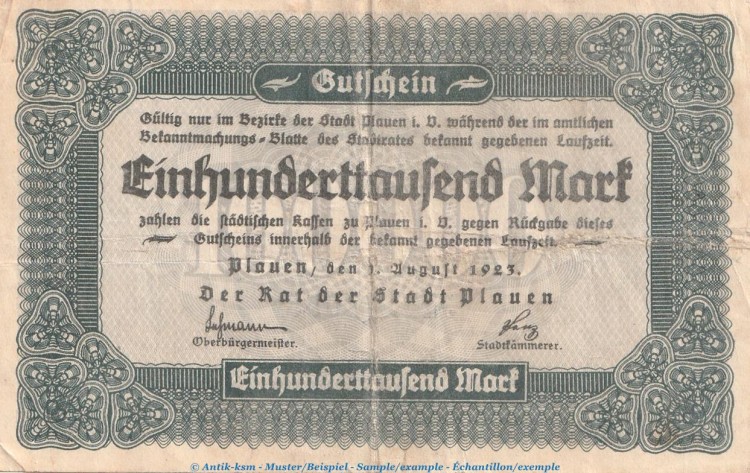 Gutschein
Gültig nur im Bezirke der Stadt Plauen i. V. während der im amtlichen
Bekanntmachungs-Blatte des Stadtrates bekannt gegebenen Laufzeit.
Einhunderttausend Mark
zahlen die städtischen Kassen zu Plauen i. V. gegen Rückgabe dieses
Gutscheins innerhalb der bekannt gegebenen Laufzeit.
Plauen, den 1. August 1923.
Der Rat der Stadt Plauen
Lehmann
Oberbürgermeister. Stadtkämmerer.
Einhunderttausend Mark
© Antik-ksm - Muster/Beispiel - Sample/example - Échantillon/exemple